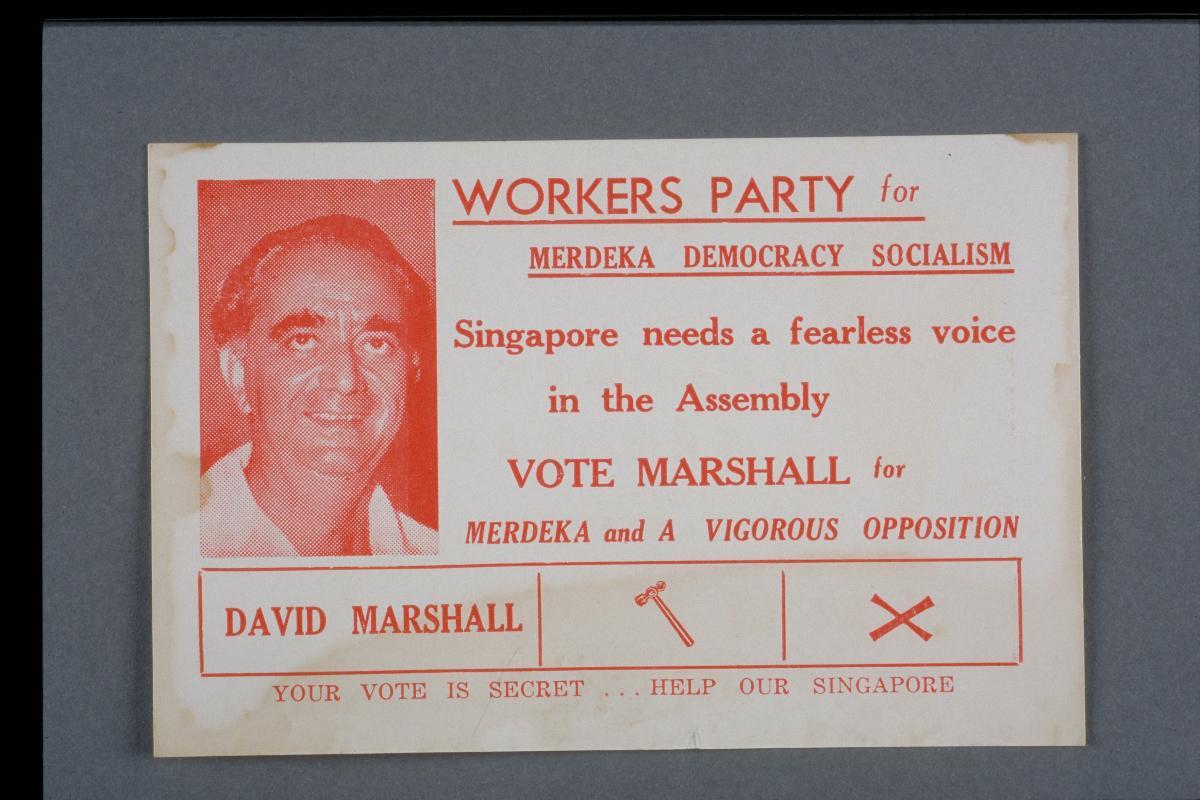 WORKERS PARTY for
MERDEKA DEMOCRACY SOCIALISM
Singapore needs a fearless voice
in the Assembly
VOTE MARSHALL for
MERDEKA and A VIGOROUS OPPOSITION
DAVID MARSHALL
YOUR VOTE IS SECRET ... HELP OUR SINGAPORE